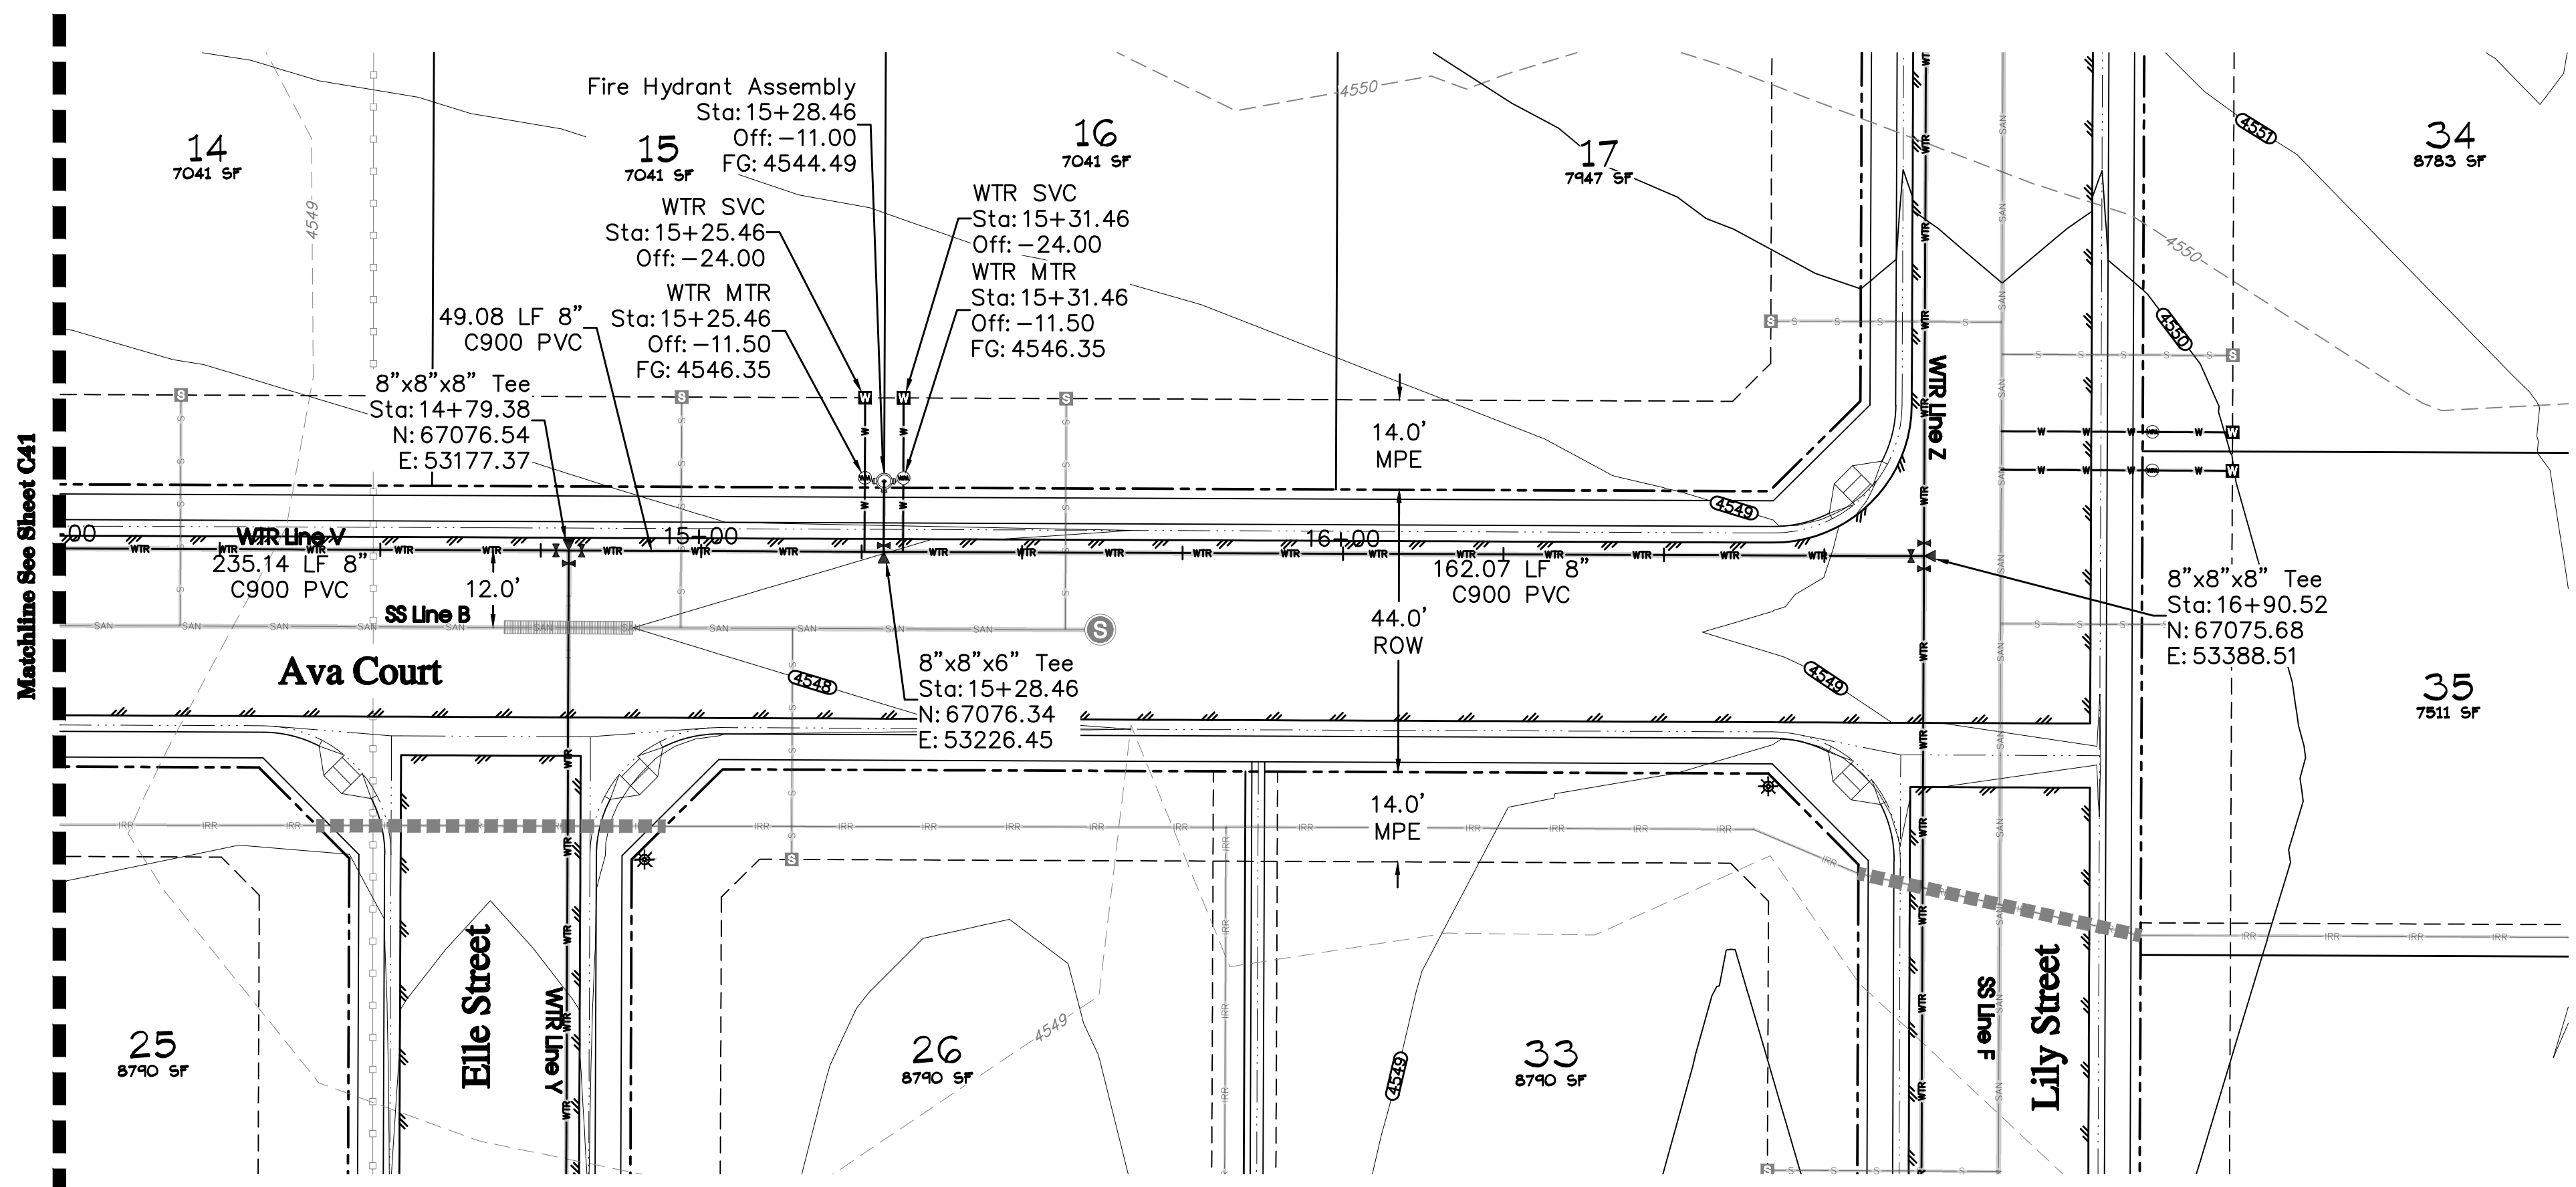 Matchline See Sheet C41
14
7041 SF
15
7041 SF
16
7041 SF
17
7947 SF
34
8783 SF
35
7511 SF
25
8790 SF
26
8790 SF
33
8790 SF
Fire Hydrant Assembly
Sta: 15+28.46
Off: -11.00
FG: 4544.49
WTR SVC
Sta: 15+25.46
Off: -24.00
WTR MTR
Sta: 15+25.46
Off: -11.50
FG: 4546.35
WTR SVC
Sta: 15+31.46
Off: -24.00
WTR MTR
Sta: 15+31.46
Off: -11.50
FG: 4546.35
49.08 LF 8"
C900 PVC
8"x8"x8" Tee
Sta: 14+79.38
N: 67076.54
E: 53177.37
WTR Line V
235.14 LF 8"
C900 PVC
12.0'
SS Line B
Ava Court
15+00
16+00
162.07 LF 8"
C900 PVC
14.0'
MPE
44.0'
ROW
14.0'
MPE
8"x8"x6" Tee
Sta: 15+28.46
N: 67076.34
E: 53226.45
8"x8"x8" Tee
Sta: 16+90.52
N: 67075.68
E: 53388.51
WTR Line Z
Elle Street
WTR Line Y
SS Line F
Lily Street
4549
4550
4551
4550
4550
4549
4548
4549
4549
4549